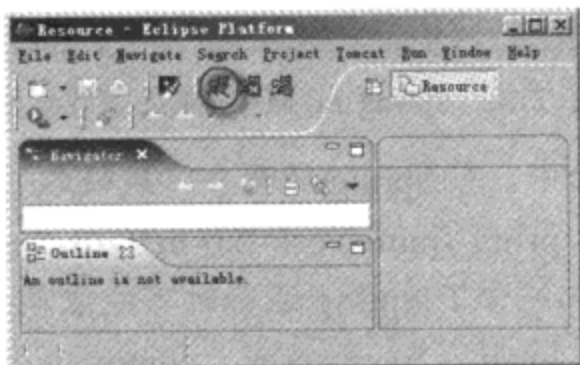 Resource - Eclipse Platform
File Edit Navigate Search Project Tomcat Run Window Help
Resource
Navigator
Outline
An outline is not available.